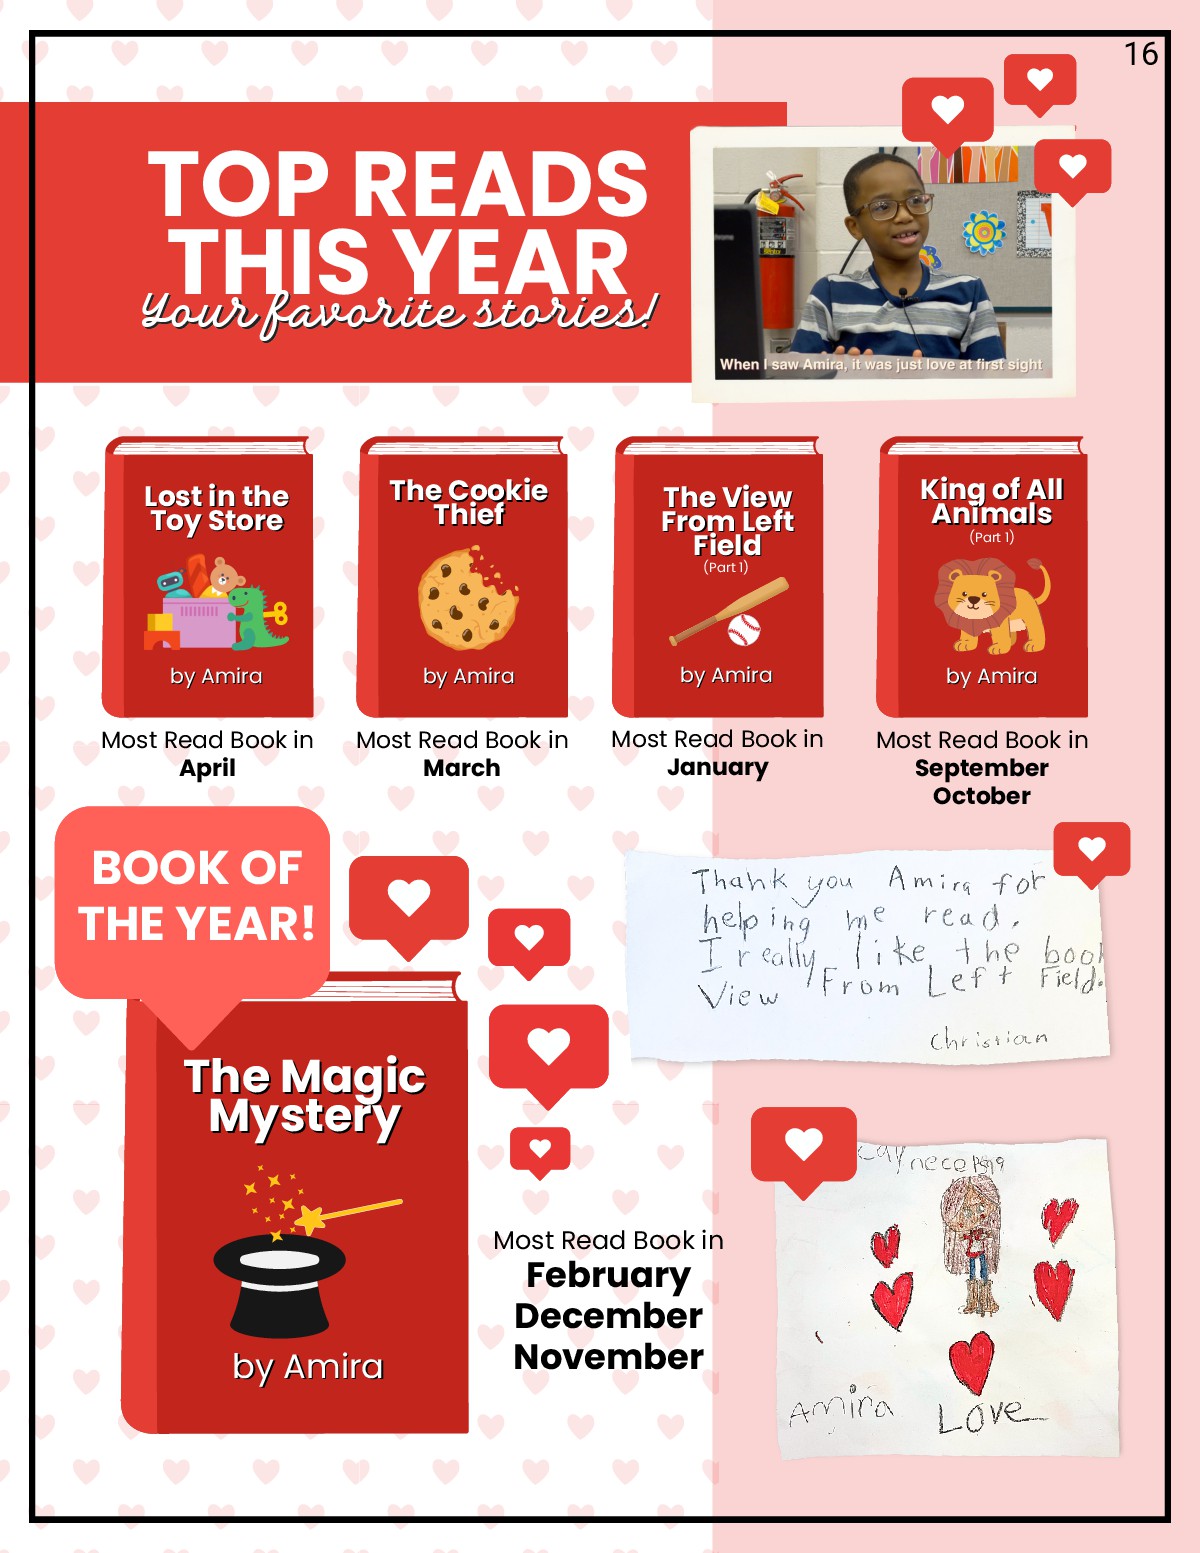 16
TOP READS
THIS YEAR
Your favorite stories!
When I saw Amira, it was just love at first sight
Lost in the
Toy Store
by Amira
Most Read Book in
April
The Cookie
Thief
by Amira
Most Read Book in
March
The View
From Left
Field
(Part 1)
by Amira
Most Read Book in
January
King of All
Animals
(Part 1)
by Amira
Most Read Book in
September
October
BOOK OF
THE YEAR!
The Magic
Mystery
by Amira
Most Read Book in
February
December
November
Thank you Amira for
helping me read.
I really like the book
View From Left Field.
Christian
Amira Love